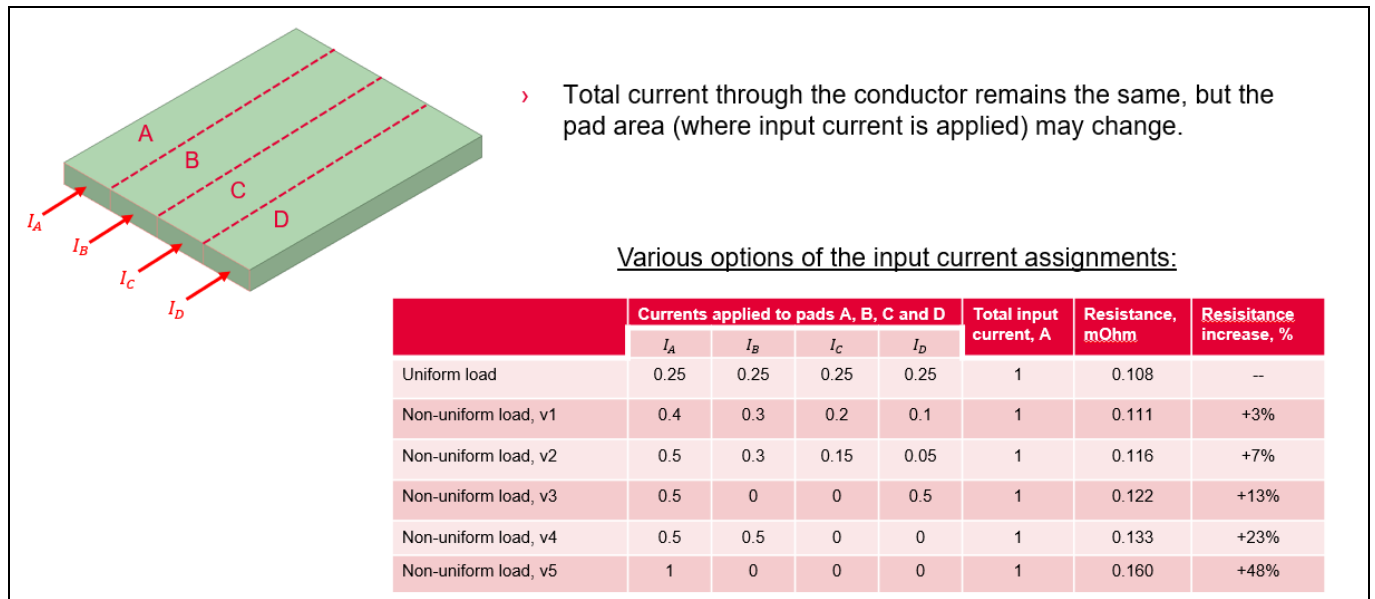 A
B
C
D
I_A
I_B
I_C
I_D
› Total current through the conductor remains the same, but the
pad area (where input current is applied) may change.
Various options of the input current assignments:
Currents applied to pads A, B, C and D Total input current, A Resistance, mOhm Resisitance increase, %
I_A I_B I_C I_D
Uniform load 0.25 0.25 0.25 0.25 1 0.108 --
Non-uniform load, v1 0.4 0.3 0.2 0.1 1 0.111 +3%
Non-uniform load, v2 0.5 0.3 0.15 0.05 1 0.116 +7%
Non-uniform load, v3 0.5 0 0 0.5 1 0.122 +13%
Non-uniform load, v4 0.5 0.5 0 0 1 0.133 +23%
Non-uniform load, v5 1 0 0 0 1 0.160 +48%